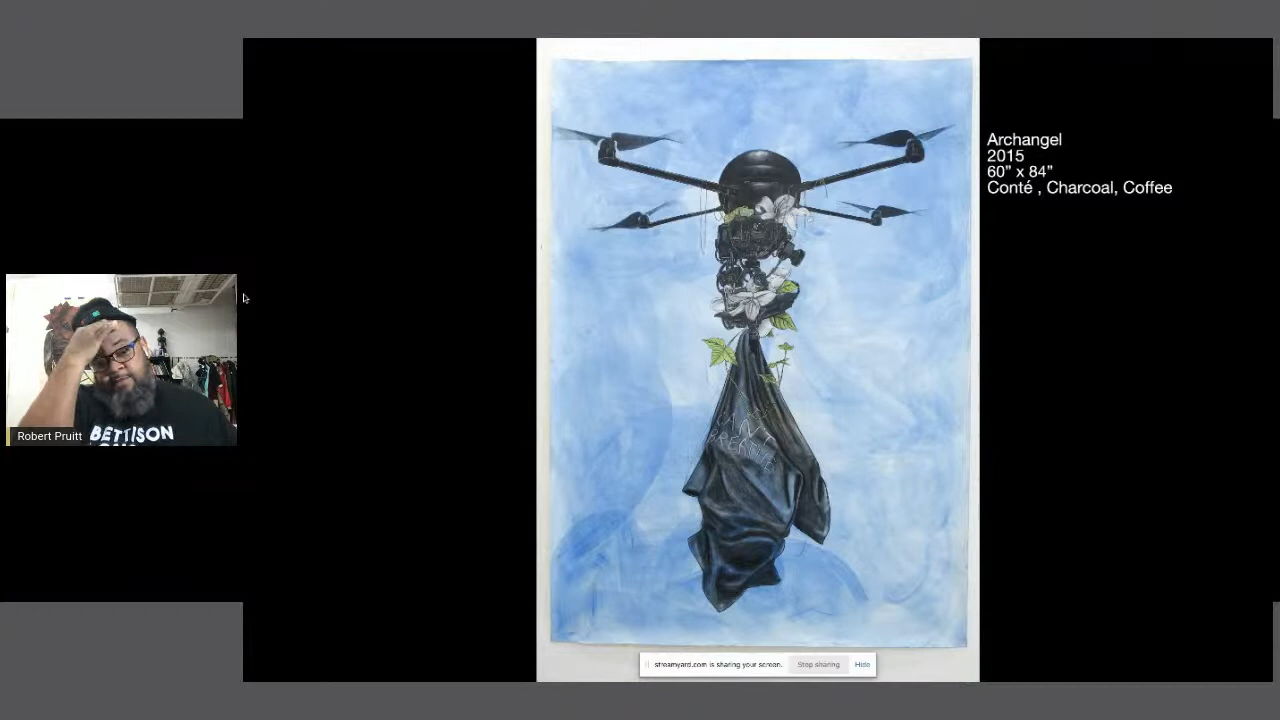 Archangel
2015
60” x 84”
Conté , Charcoal, Coffee
Robert Pruitt
BETTISON
streamyard.com is sharing your screen.
Stop sharing
Hide